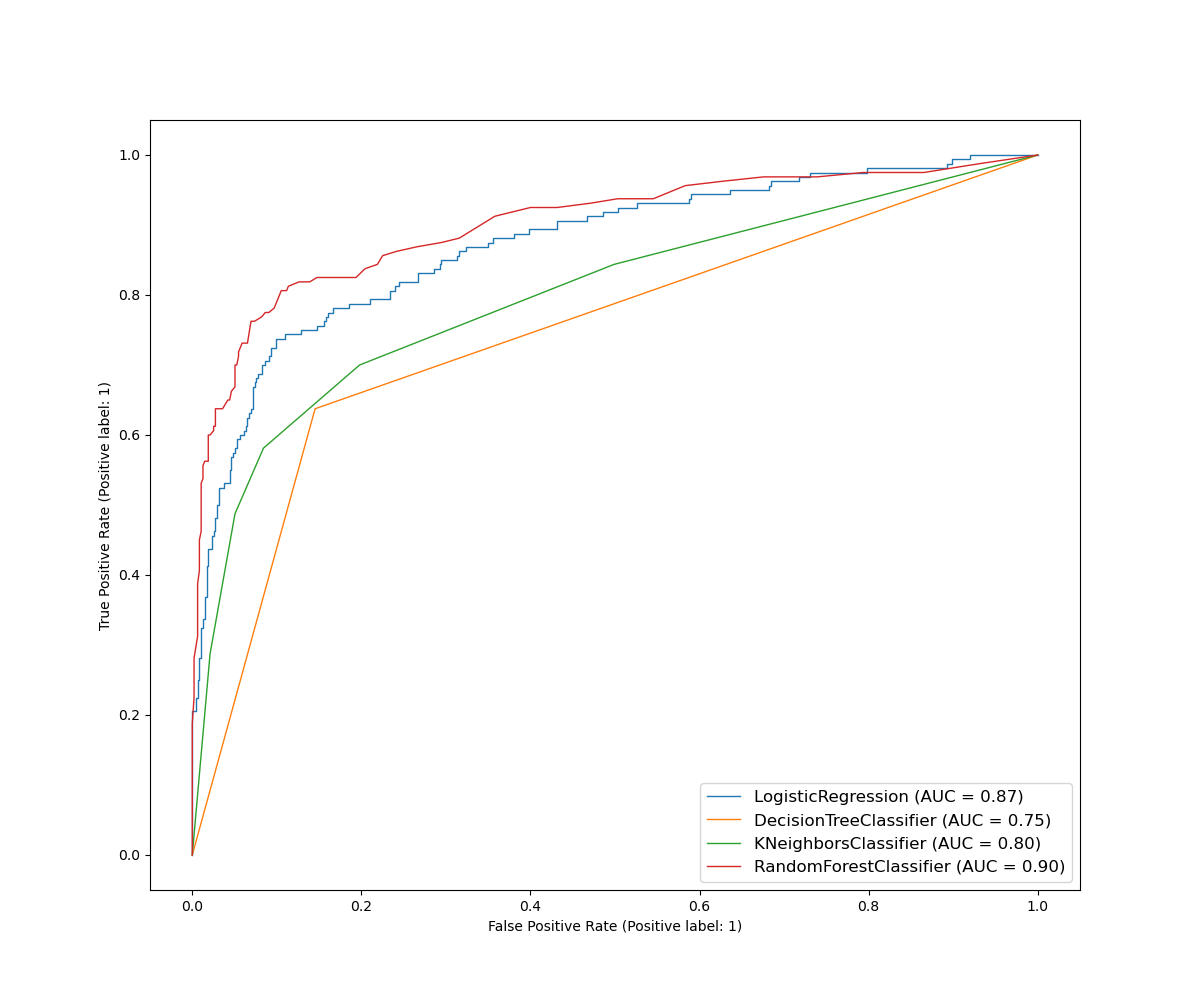 1.0
0.8
0.6
0.4
0.2
0.0
True Positive Rate (Positive label: 1)
LogisticRegression (AUC = 0.87)
DecisionTreeClassifier (AUC = 0.75)
KNeighborsClassifier (AUC = 0.80)
RandomForestClassifier (AUC = 0.90)
0.0 0.2 0.4 0.6 0.8 1.0
False Positive Rate (Positive label: 1)